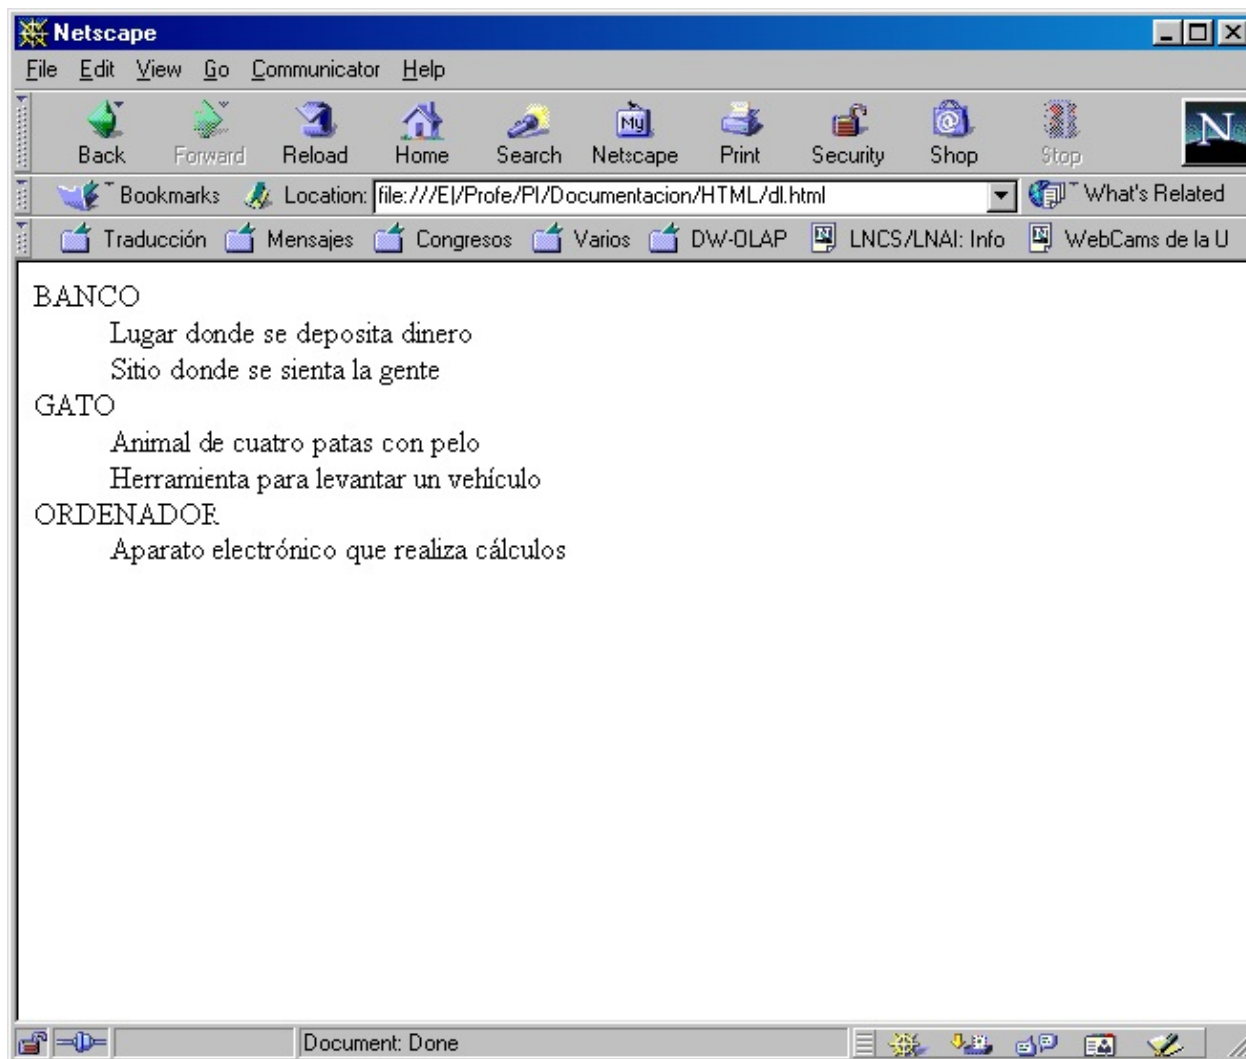 Netscape
File Edit View Go Communicator Help
Back Forward Reload Home Search Netscape Print Security Shop Stop
Bookmarks Location: file:///E|/Profe/PI/Documentacion/HTML/dl.html What's Related
Traducción Mensajes Congresos Varios DW-OLAP LNCS/LNAI: Info WebCams de la U
BANCO
Lugar donde se deposita dinero
Sitio donde se sienta la gente
GATO
Animal de cuatro patas con pelo
Herramienta para levantar un vehículo
ORDENADOR
Aparato electrónico que realiza cálculos
Document: Done